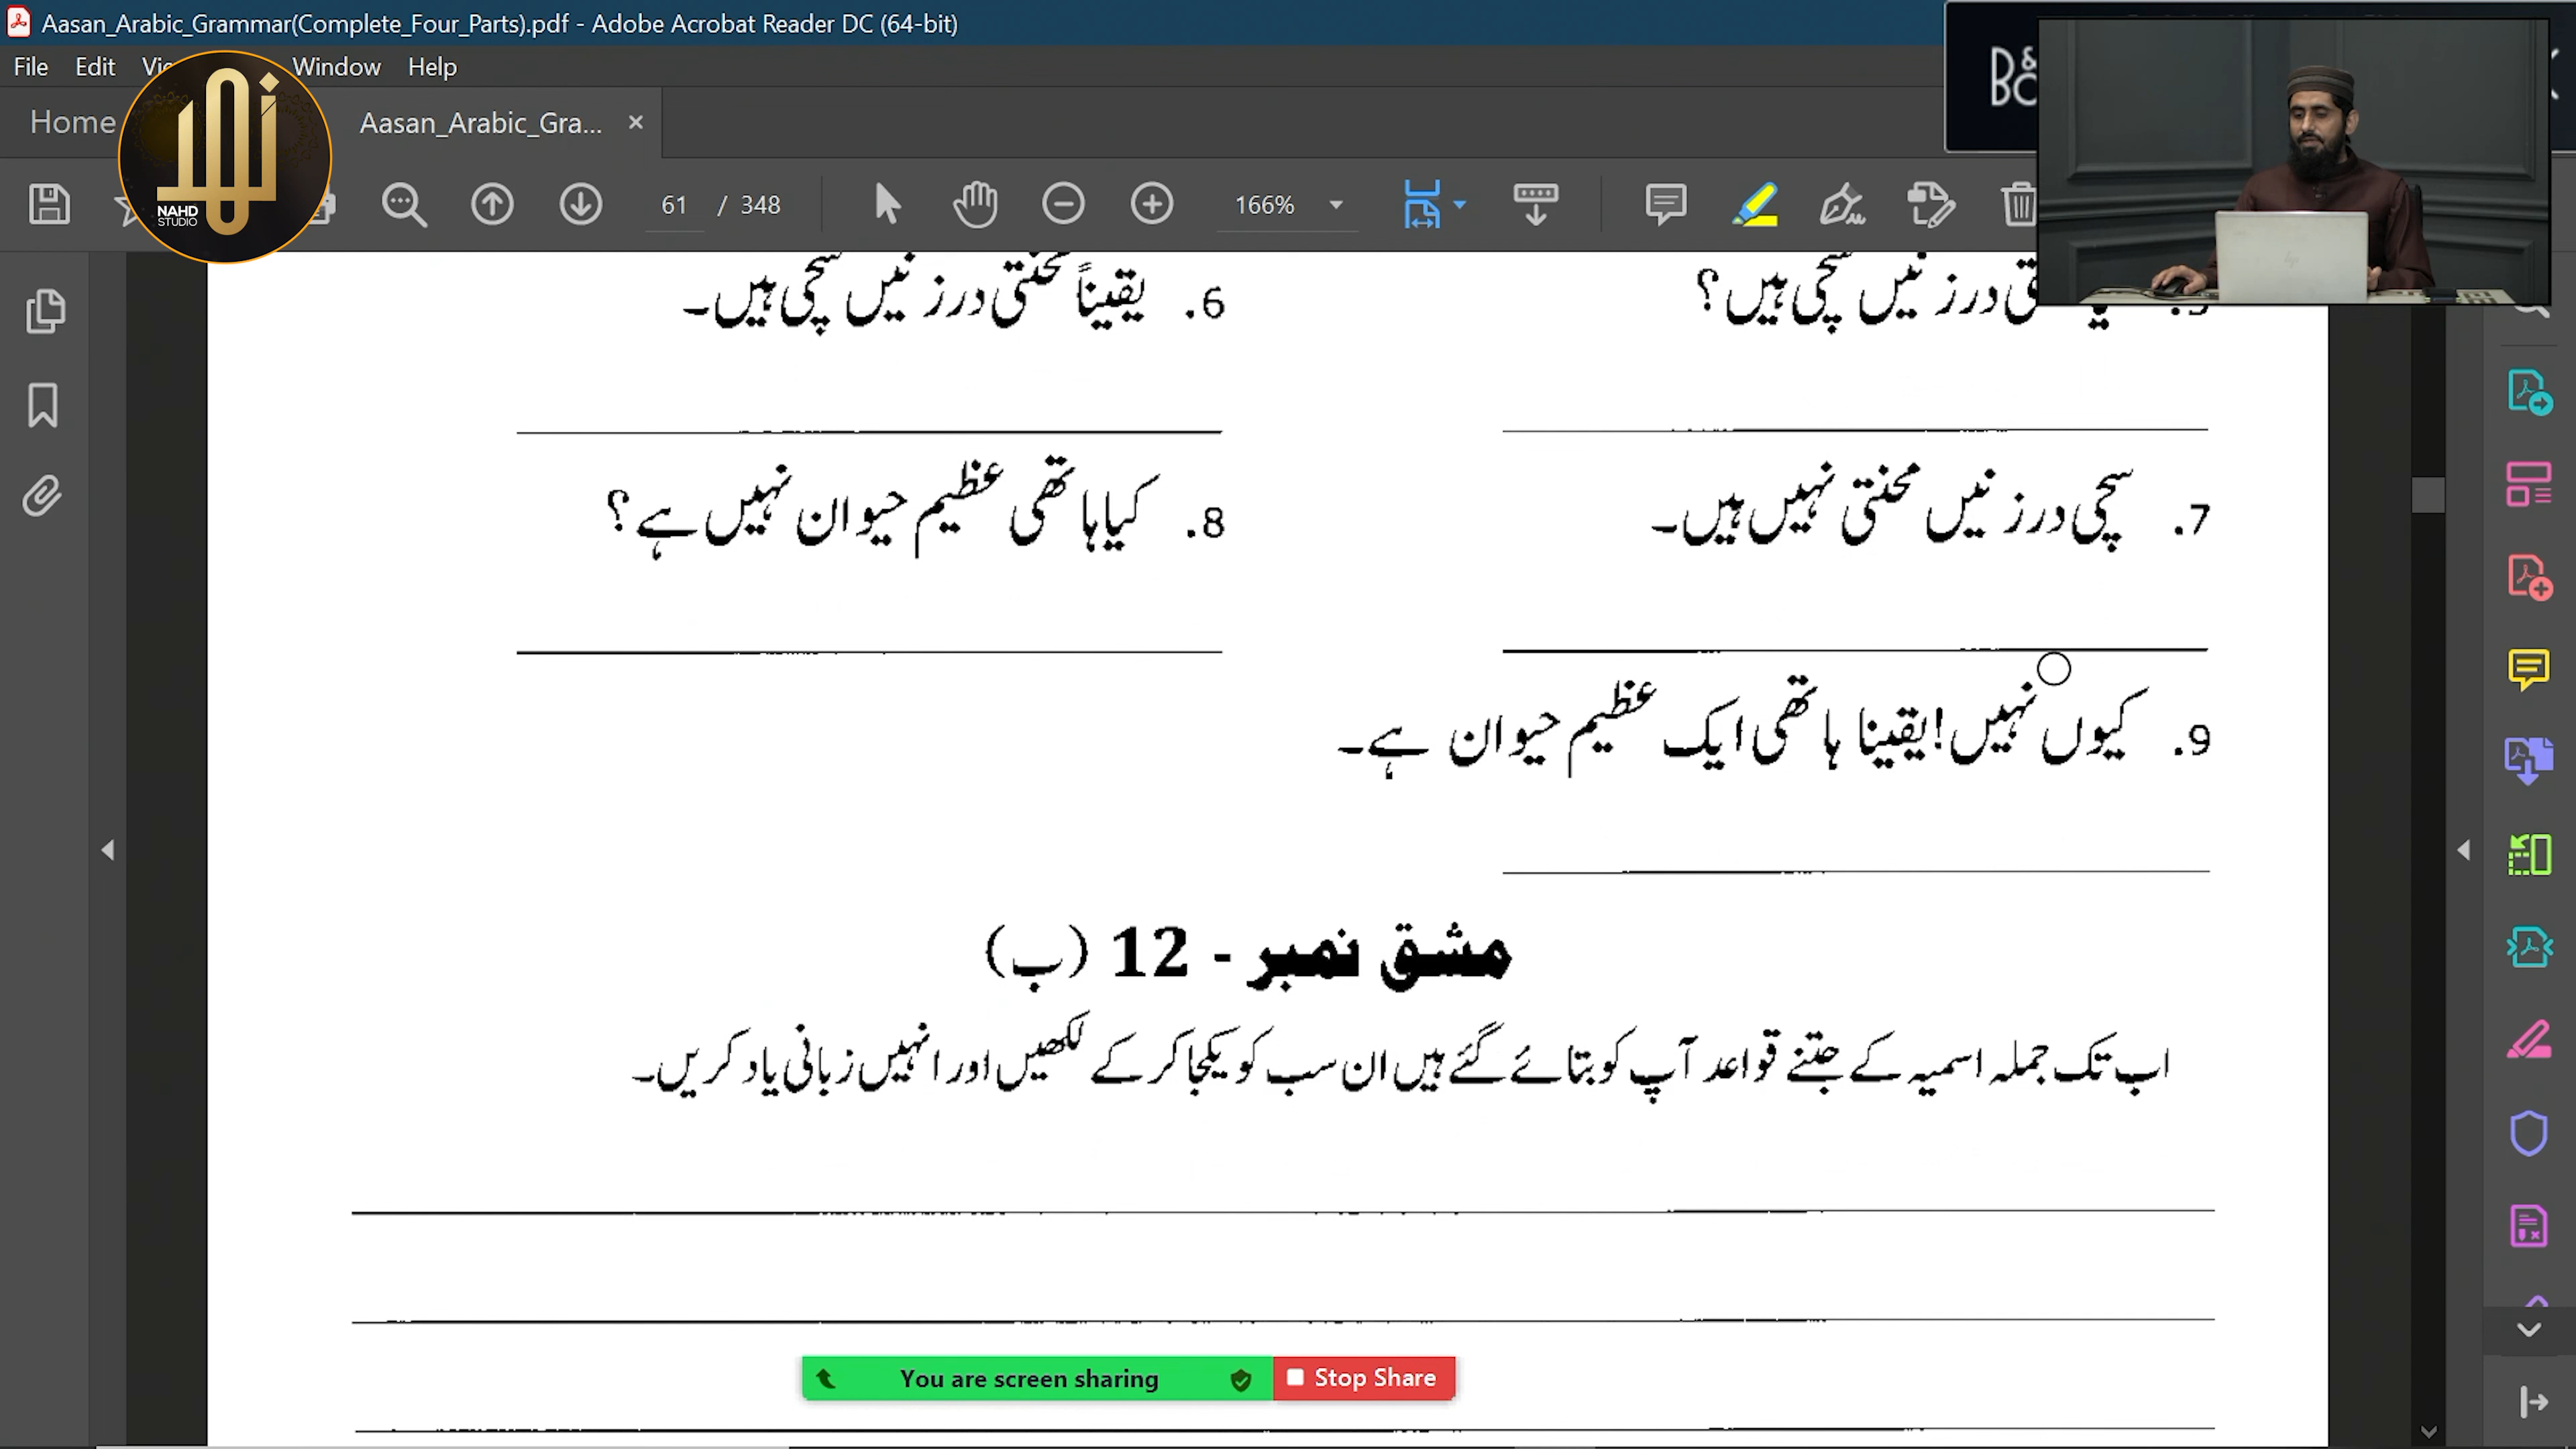 Aasan_Arabic_Grammar(Complete_Four_Parts).pdf - Adobe Acrobat Reader DC (64-bit)
File Edit Window Help
Home Aasan_Arabic_Gra...
NAHD
STUDIO
61 / 348
166%
درزنیں سچی ہیں؟
6. یقیناً محنتی درزنیں سچی ہیں۔
7. سچی درزنیں محنتی نہیں ہیں۔
8. کیا ہاتھی عظیم حیوان نہیں ہے؟
9. کیوں نہیں! یقینا ہاتھی ایک عظیم حیوان ہے۔
مشق نمبر - 12 (ب)
اب تک جملہ اسمیہ کے جتنے قواعد آپ کو بتائے گئے ہیں ان سب کو یکجا کر کے لکھیں اور انہیں زبانی یاد کریں۔
You are screen sharing Stop Share